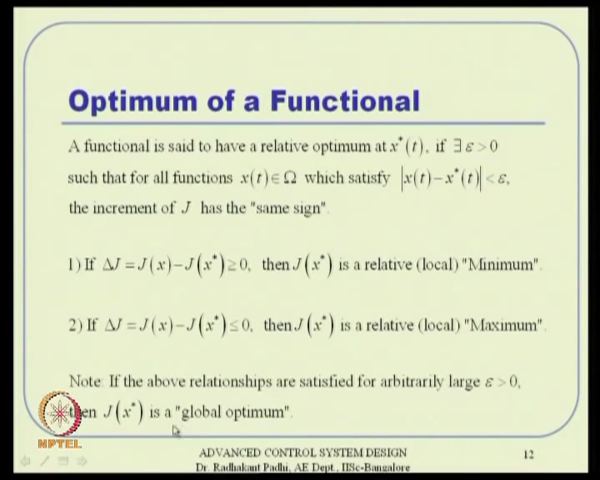 Optimum of a Functional
A functional is said to have a relative optimum at x*(t), if ∃ ε > 0
such that for all functions x(t) ∈ Ω which satisfy |x(t) − x*(t)| < ε,
the increment of J has the "same sign".
1) If ΔJ = J(x) − J(x*) ≥ 0, then J(x*) is a relative (local) "Minimum".
2) If ΔJ = J(x) − J(x*) ≤ 0, then J(x*) is a relative (local) "Maximum".
Note: If the above relationships are satisfied for arbitrarily large ε > 0,
then J(x*) is a "global optimum".
NPTEL
ADVANCED CONTROL SYSTEM DESIGN
Dr. Radhakant Padhi, AE Dept., IISc-Bangalore
12